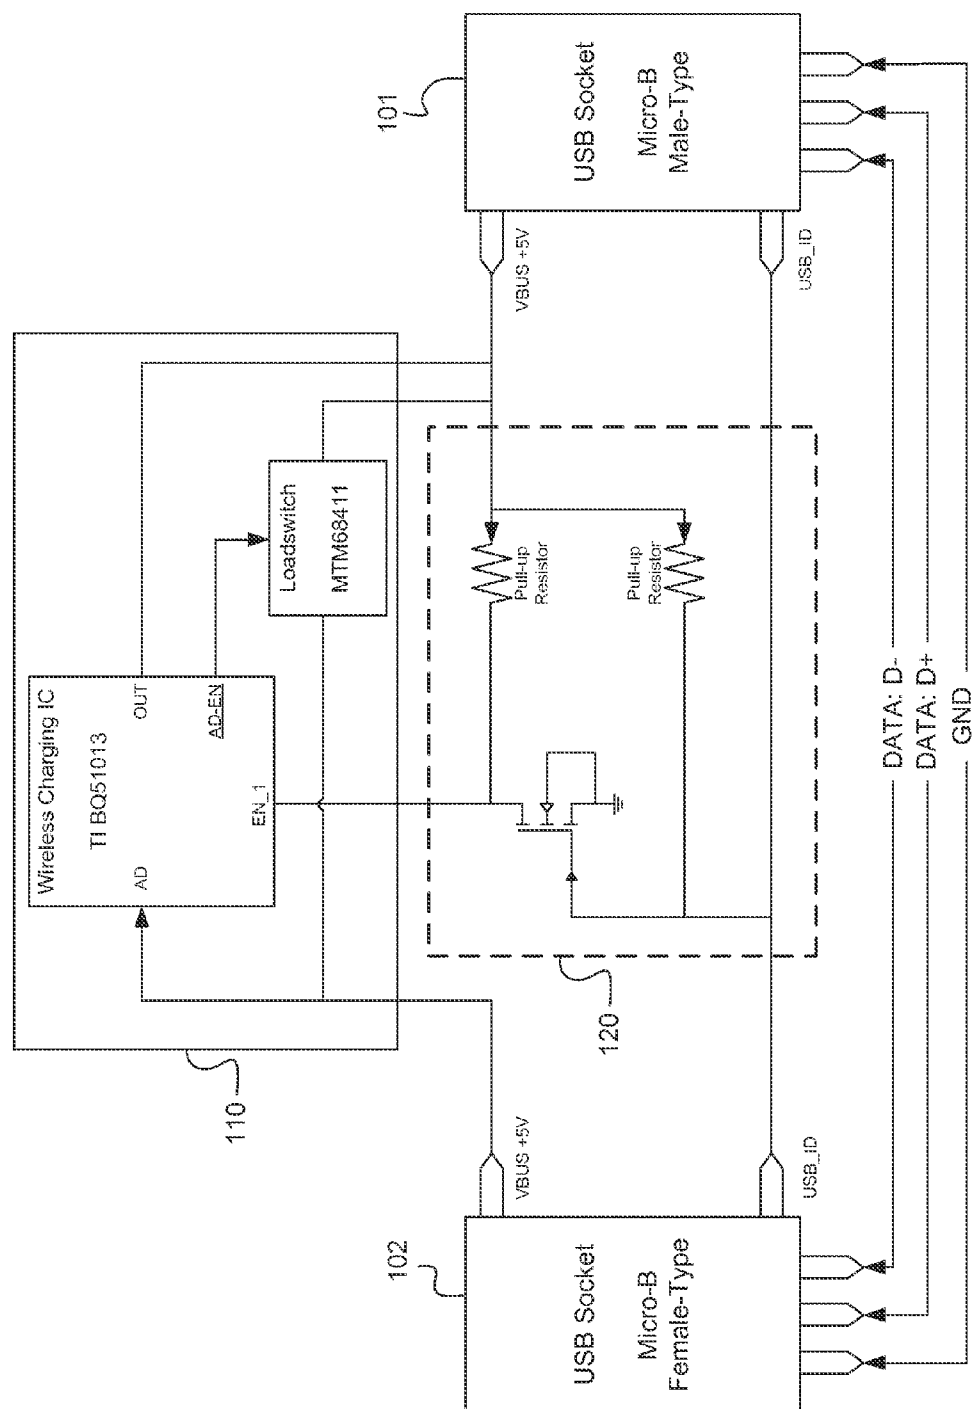 Wireless Charging IC
TI BQ51013
AD
OUT
AD-EN
EN_1
Loadswitch
MTM68411
110
102
USB Socket
Micro-B
Female-Type
VBUS +5V
USB_ID
120
Pull-up
Resistor
Pull-up
Resistor
101
USB Socket
Micro-B
Male-Type
VBUS +5V
USB_ID
DATA: D-
DATA: D+
GND